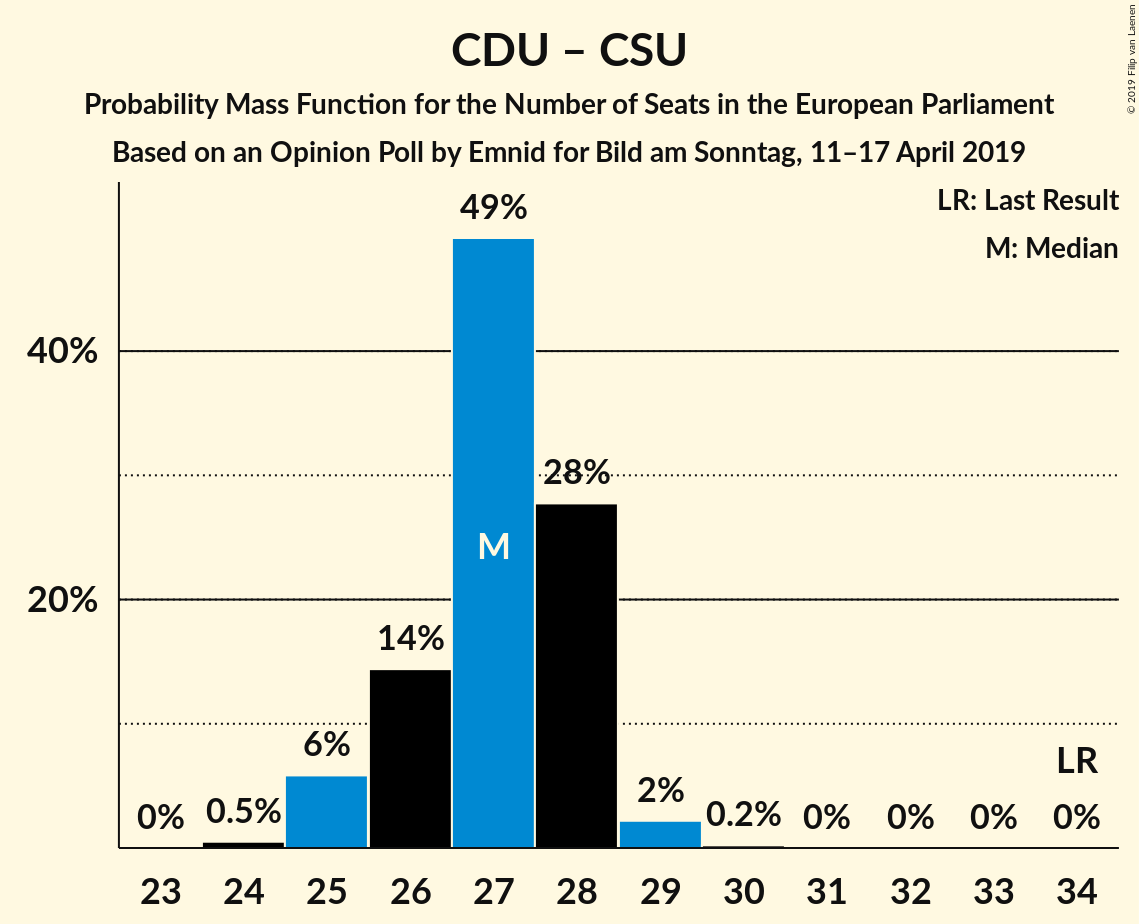 CDU – CSU
Probability Mass Function for the Number of Seats in the European Parliament
Based on an Opinion Poll by Emnid for Bild am Sonntag, 11–17 April 2019
© 2019 Filip van Laenen
LR: Last Result
M: Median
40%
20%
0%
0.5%
6%
14%
49%
M
28%
2%
0.2%
0%
0%
0%
LR
0%
23 24 25 26 27 28 29 30 31 32 33 34